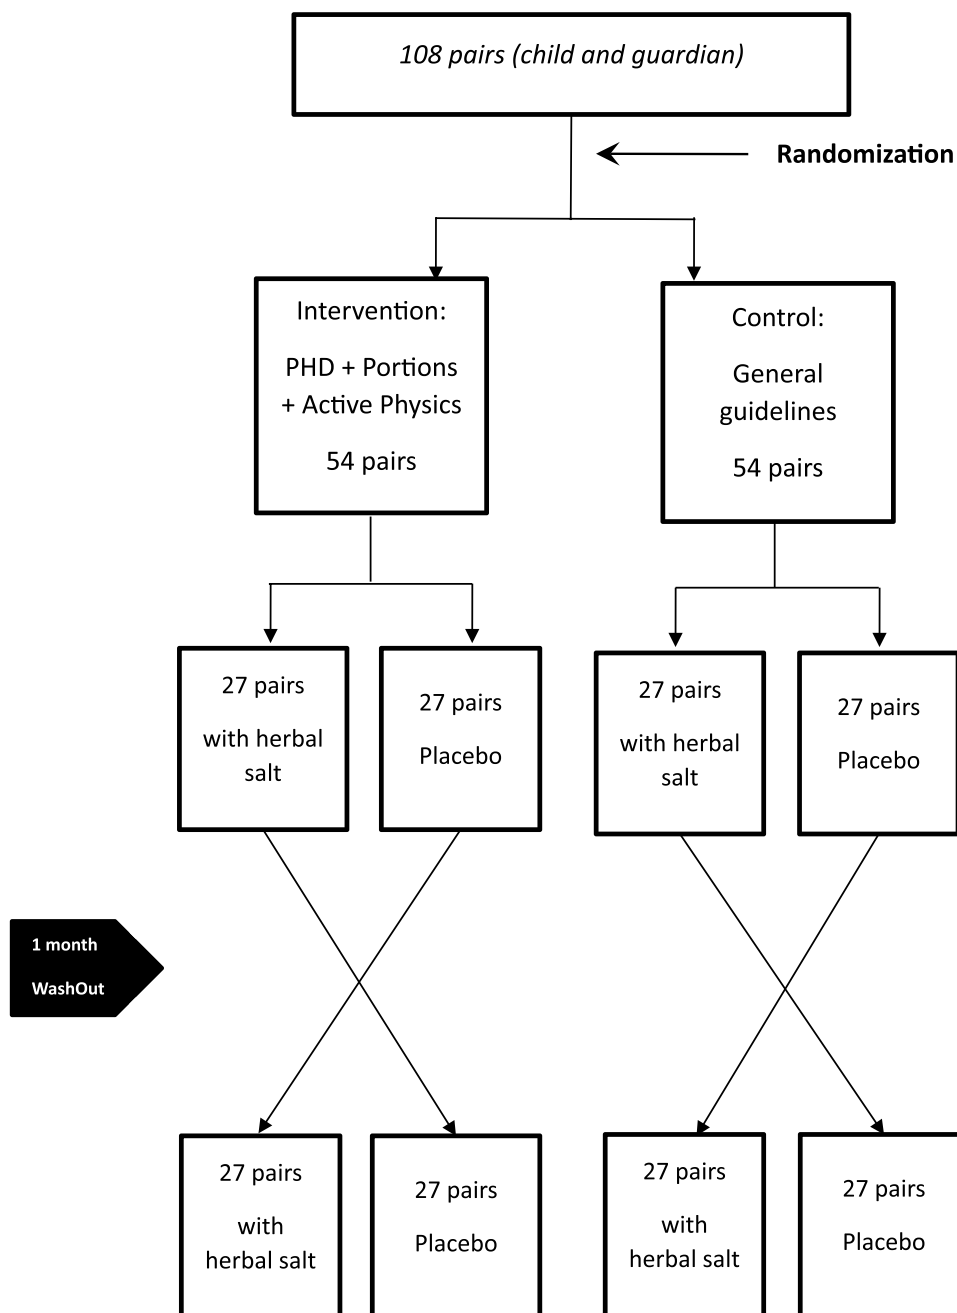 108 pairs (child and guardian)
Randomization
Intervention:
PHD + Portions
+ Active Physics
54 pairs
Control:
General
guidelines
54 pairs
27 pairs
with herbal
salt
27 pairs
Placebo
27 pairs
with herbal
salt
27 pairs
Placebo
1 month
WashOut
27 pairs
with
herbal salt
27 pairs
Placebo
27 pairs
with
herbal salt
27 pairs
Placebo